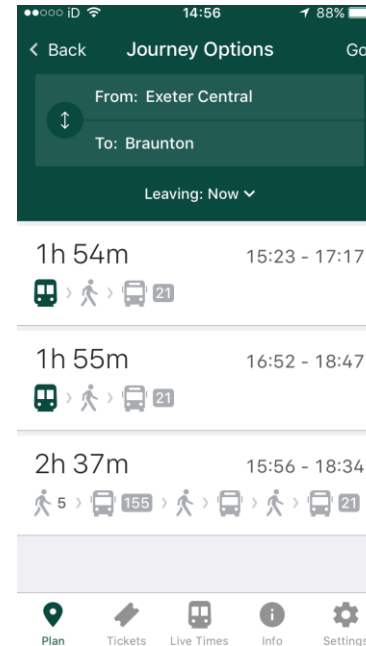 iD 14:56 88%
Back Journey Options Go
From: Exeter Central
To: Braunton
Leaving: Now
1h 54m 15:23 - 17:17
21
1h 55m 16:52 - 18:47
21
2h 37m 15:56 - 18:34
5 155 21
Plan Tickets Live Times Info Settings